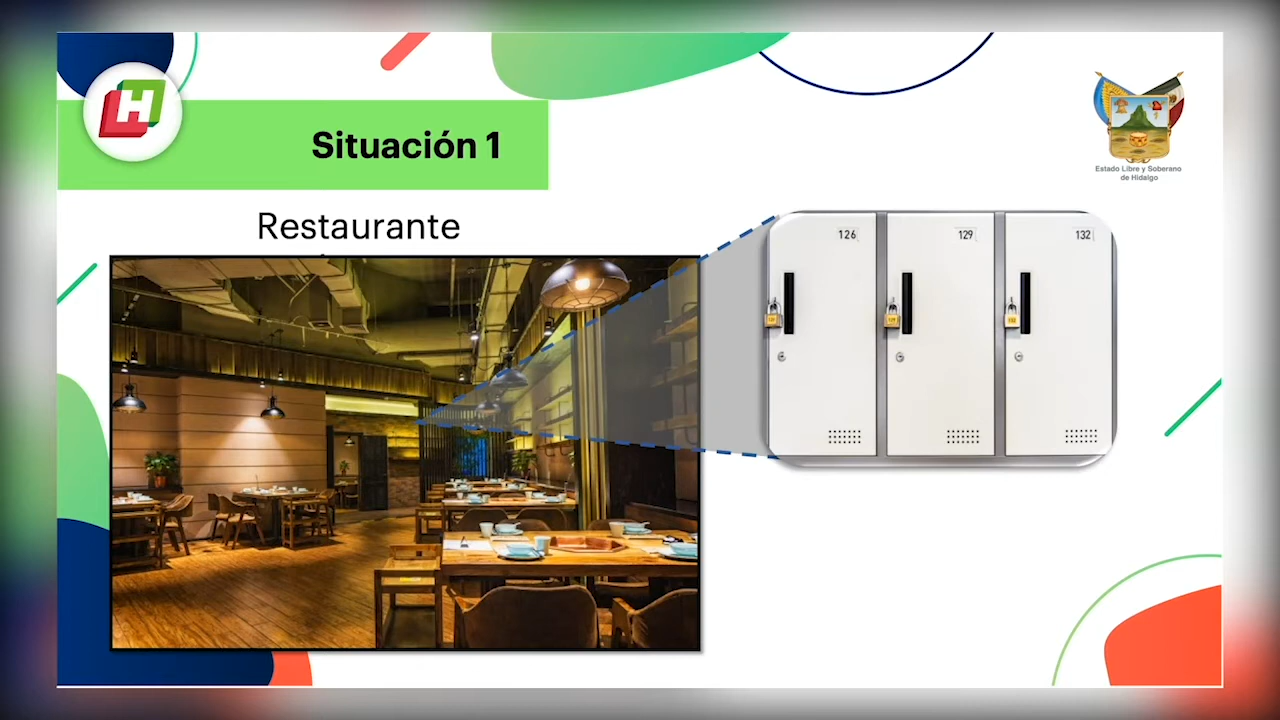 H
Situación 1
Estado Libre y Soberano
de Hidalgo
Restaurante
126
129
132